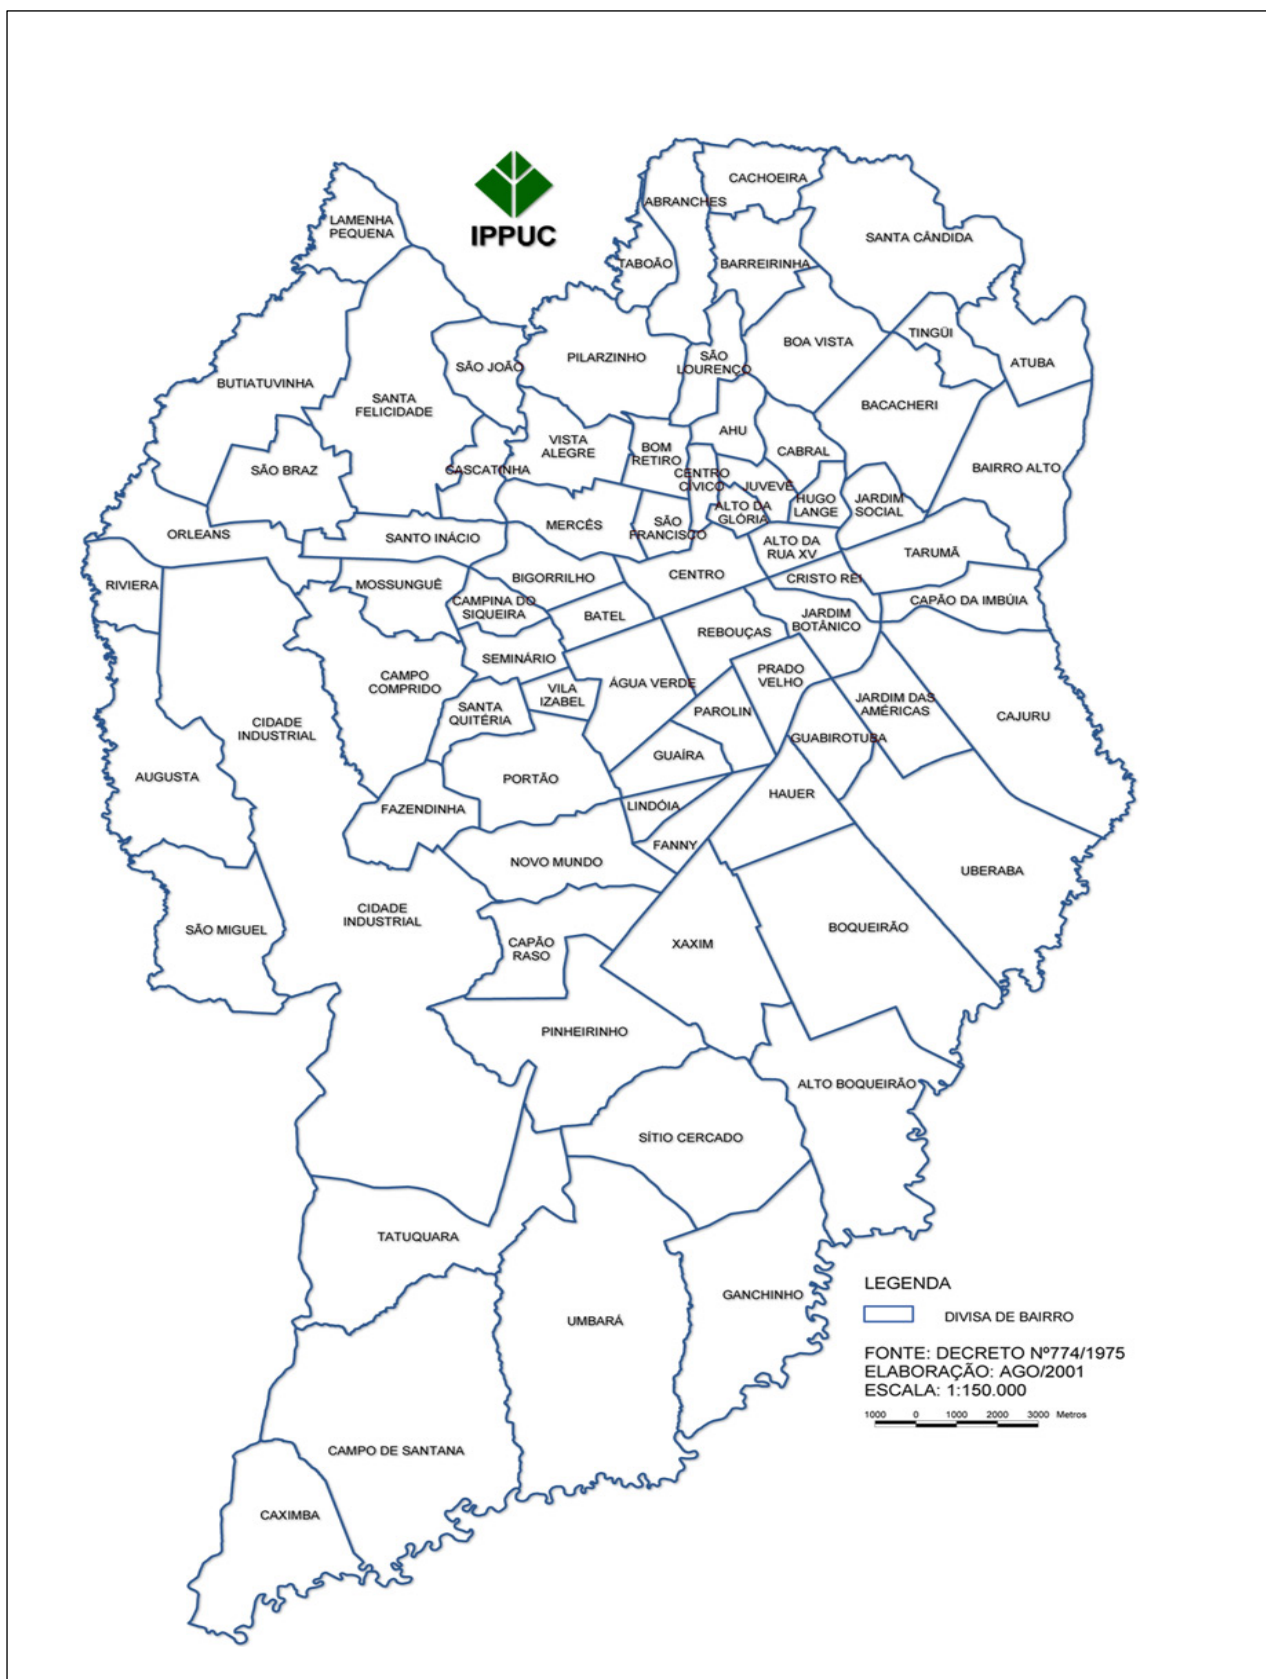 CACHOEIRA
ABRANCHES
LAMENHA
PEQUENA
IPPUC
SANTA CÂNDIDA
TABOÃO
BARREIRINHA
TINGÜI
BOA VISTA
PILARZINHO
SÃO
LOURENÇO
ATUBA
SÃO JOÃO
BUTIATUVINHA
SANTA
FELICIDADE
BACACHERI
AHU
VISTA
ALEGRE
BOM
RETIRO
CABRAL
SÃO BRAZ
CASCATINHA
BAIRRO ALTO
CENTRO
CÍVICO
JUVEVÊ
HUGO
LANGE
JARDIM
SOCIAL
ALTO DA
GLÓRIA
MERCÊS
SÃO
FRANCISCO
ORLEANS
SANTO INÁCIO
ALTO DA
RUA XV
TARUMÃ
RIVIERA
MOSSUNGUÊ
BIGORRILHO
CENTRO
CRISTO REI
CAMPINA DO
SIQUEIRA
CAPÃO DA IMBÚIA
BATEL
JARDIM
BOTÂNICO
REBOUÇAS
SEMINÁRIO
CAMPO
COMPRIDO
ÁGUA VERDE
PRADO
VELHO
VILA
IZABEL
SANTA
QUITÉRIA
PAROLIN
JARDIM DAS
AMÉRICAS
CAJURU
CIDADE
INDUSTRIAL
GUABIROTUBA
GUAÍRA
AUGUSTA
PORTÃO
HAUER
FAZENDINHA
LINDÓIA
FANNY
NOVO MUNDO
UBERABA
CIDADE
INDUSTRIAL
SÃO MIGUEL
BOQUEIRÃO
CAPÃO
RASO
XAXIM
PINHEIRINHO
ALTO BOQUEIRÃO
SÍTIO CERCADO
TATUQUARA
GANCHINHO
UMBARÁ
CAMPO DE SANTANA
CAXIMBA
LEGENDA
DIVISA DE BAIRRO
FONTE: DECRETO Nº774/1975
ELABORAÇÃO: AGO/2001
ESCALA: 1:150.000
1000 0 1000 2000 3000 Metros